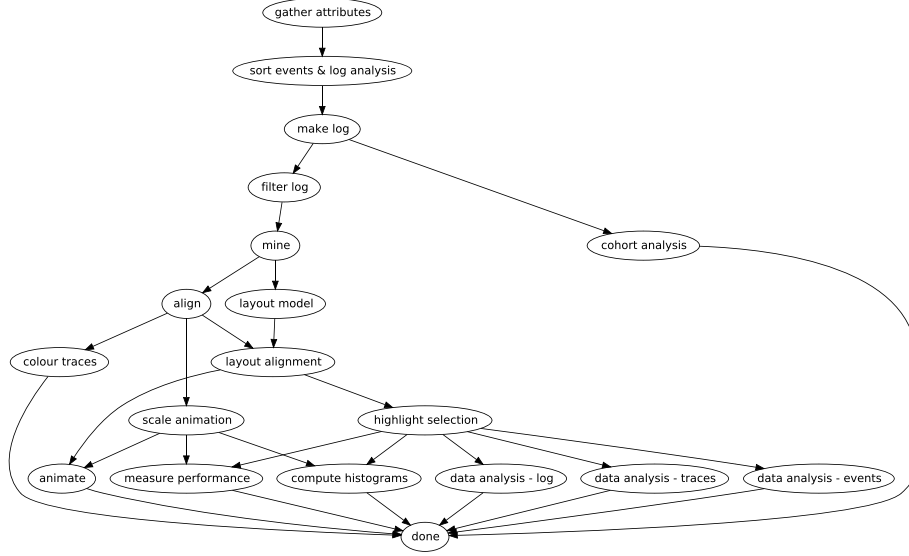 gather attributes
sort events & log analysis
make log
filter log
mine
cohort analysis
align
layout model
colour traces
layout alignment
scale animation
highlight selection
animate
measure performance
compute histograms
data analysis - log
data analysis - traces
data analysis - events
done